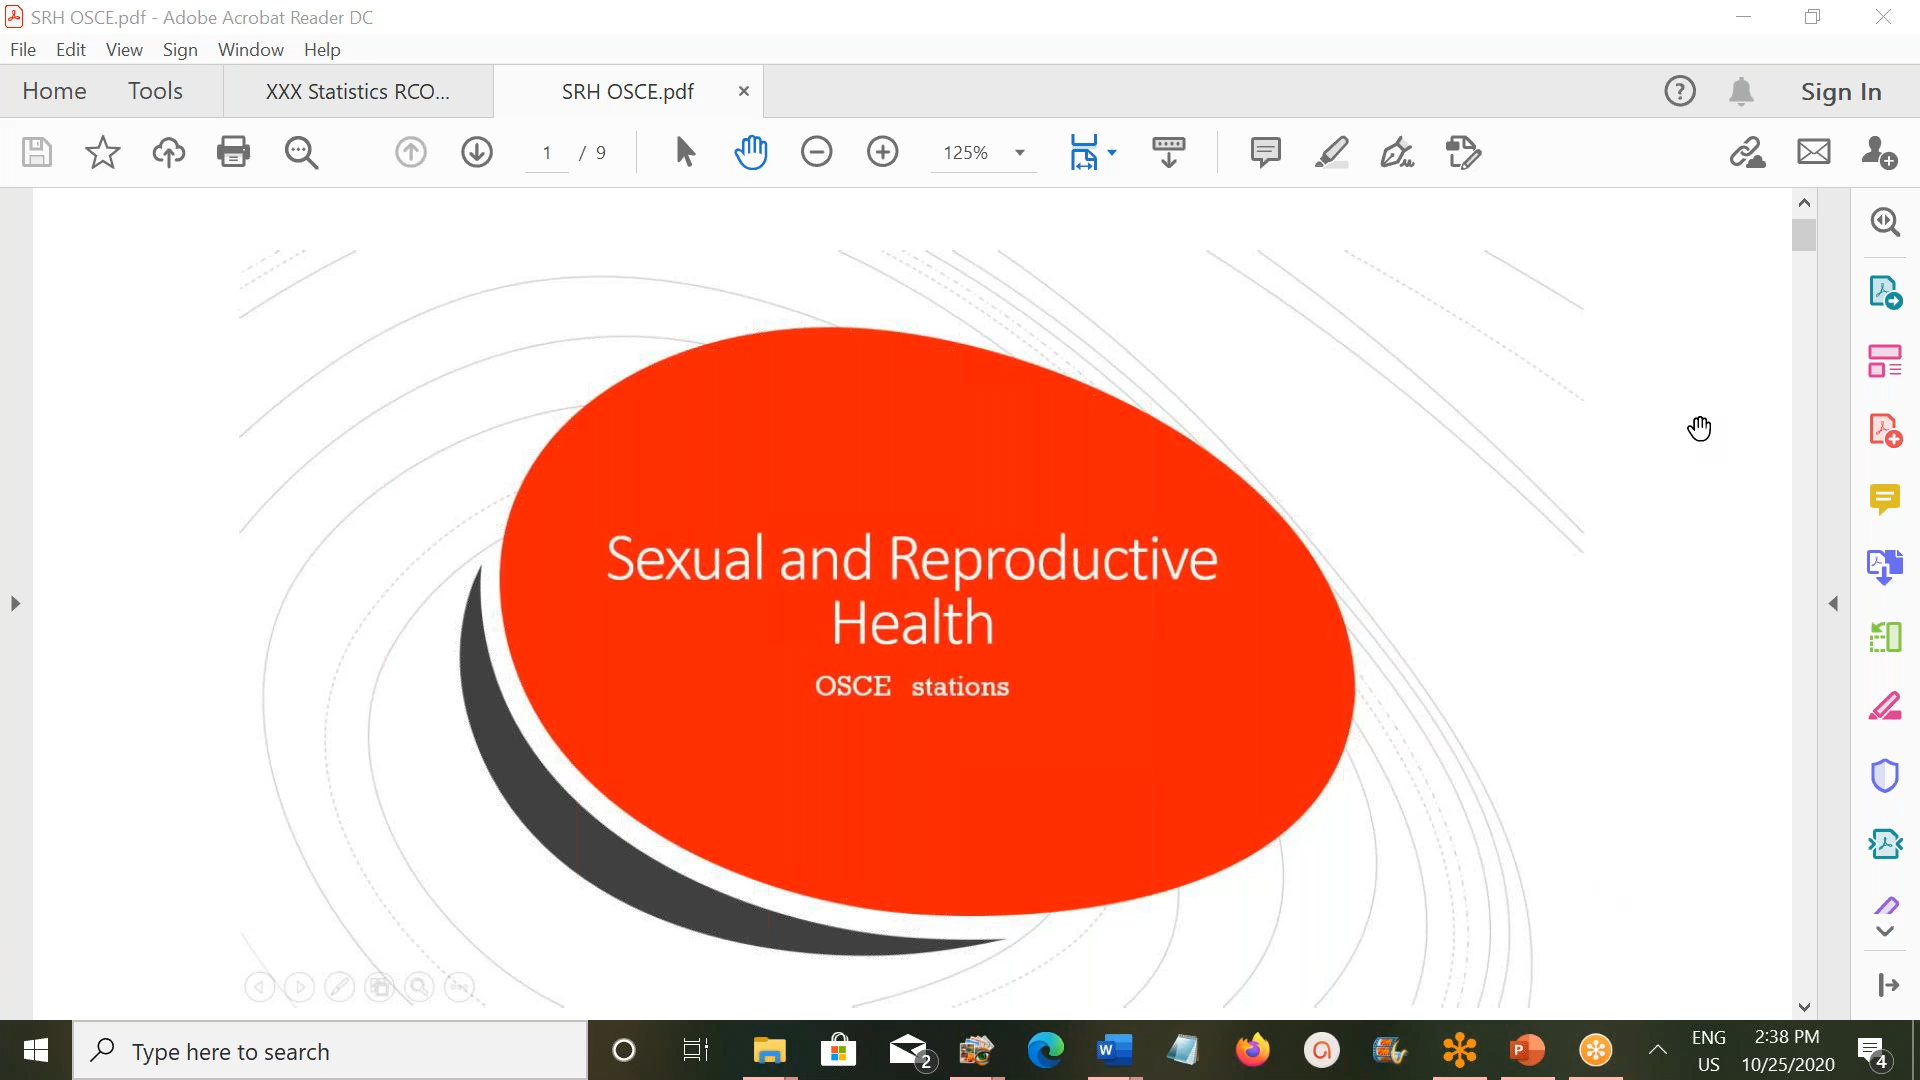 SRH OSCE.pdf - Adobe Acrobat Reader DC
File Edit View Sign Window Help
Home Tools XXX Statistics RCO... SRH OSCE.pdf × Sign In
1 / 9 125%
Sexual and Reproductive
Health
OSCE stations
Type here to search
2
ENG 2:38 PM
US 10/25/2020 4